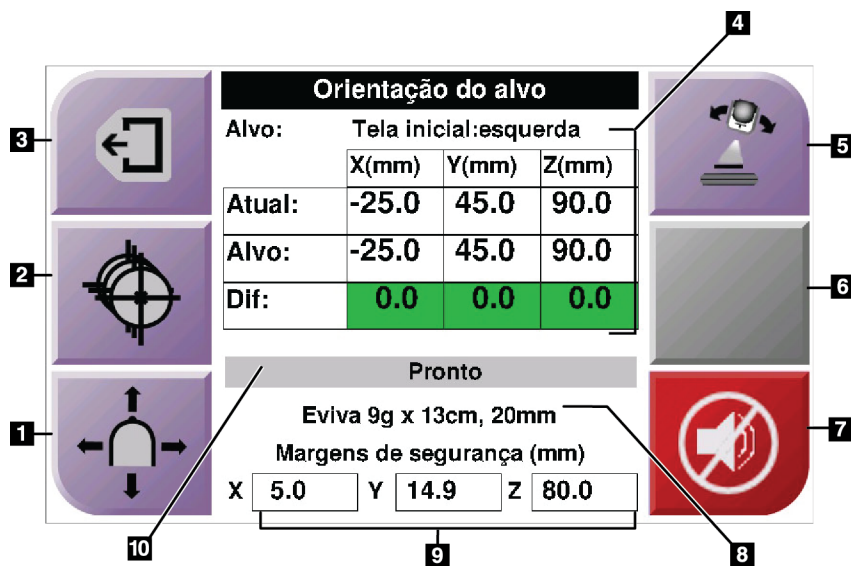 4
Orientação do alvo
3
Alvo: Tela inicial:esquerda
5
X(mm) Y(mm) Z(mm)
Atual: -25.0 45.0 90.0
Alvo: -25.0 45.0 90.0
2
6
Dif: 0.0 0.0 0.0
Pronto
Eviva 9g x 13cm, 20mm
1
7
Margens de segurança (mm)
X 5.0 Y 14.9 Z 80.0
10
9
8